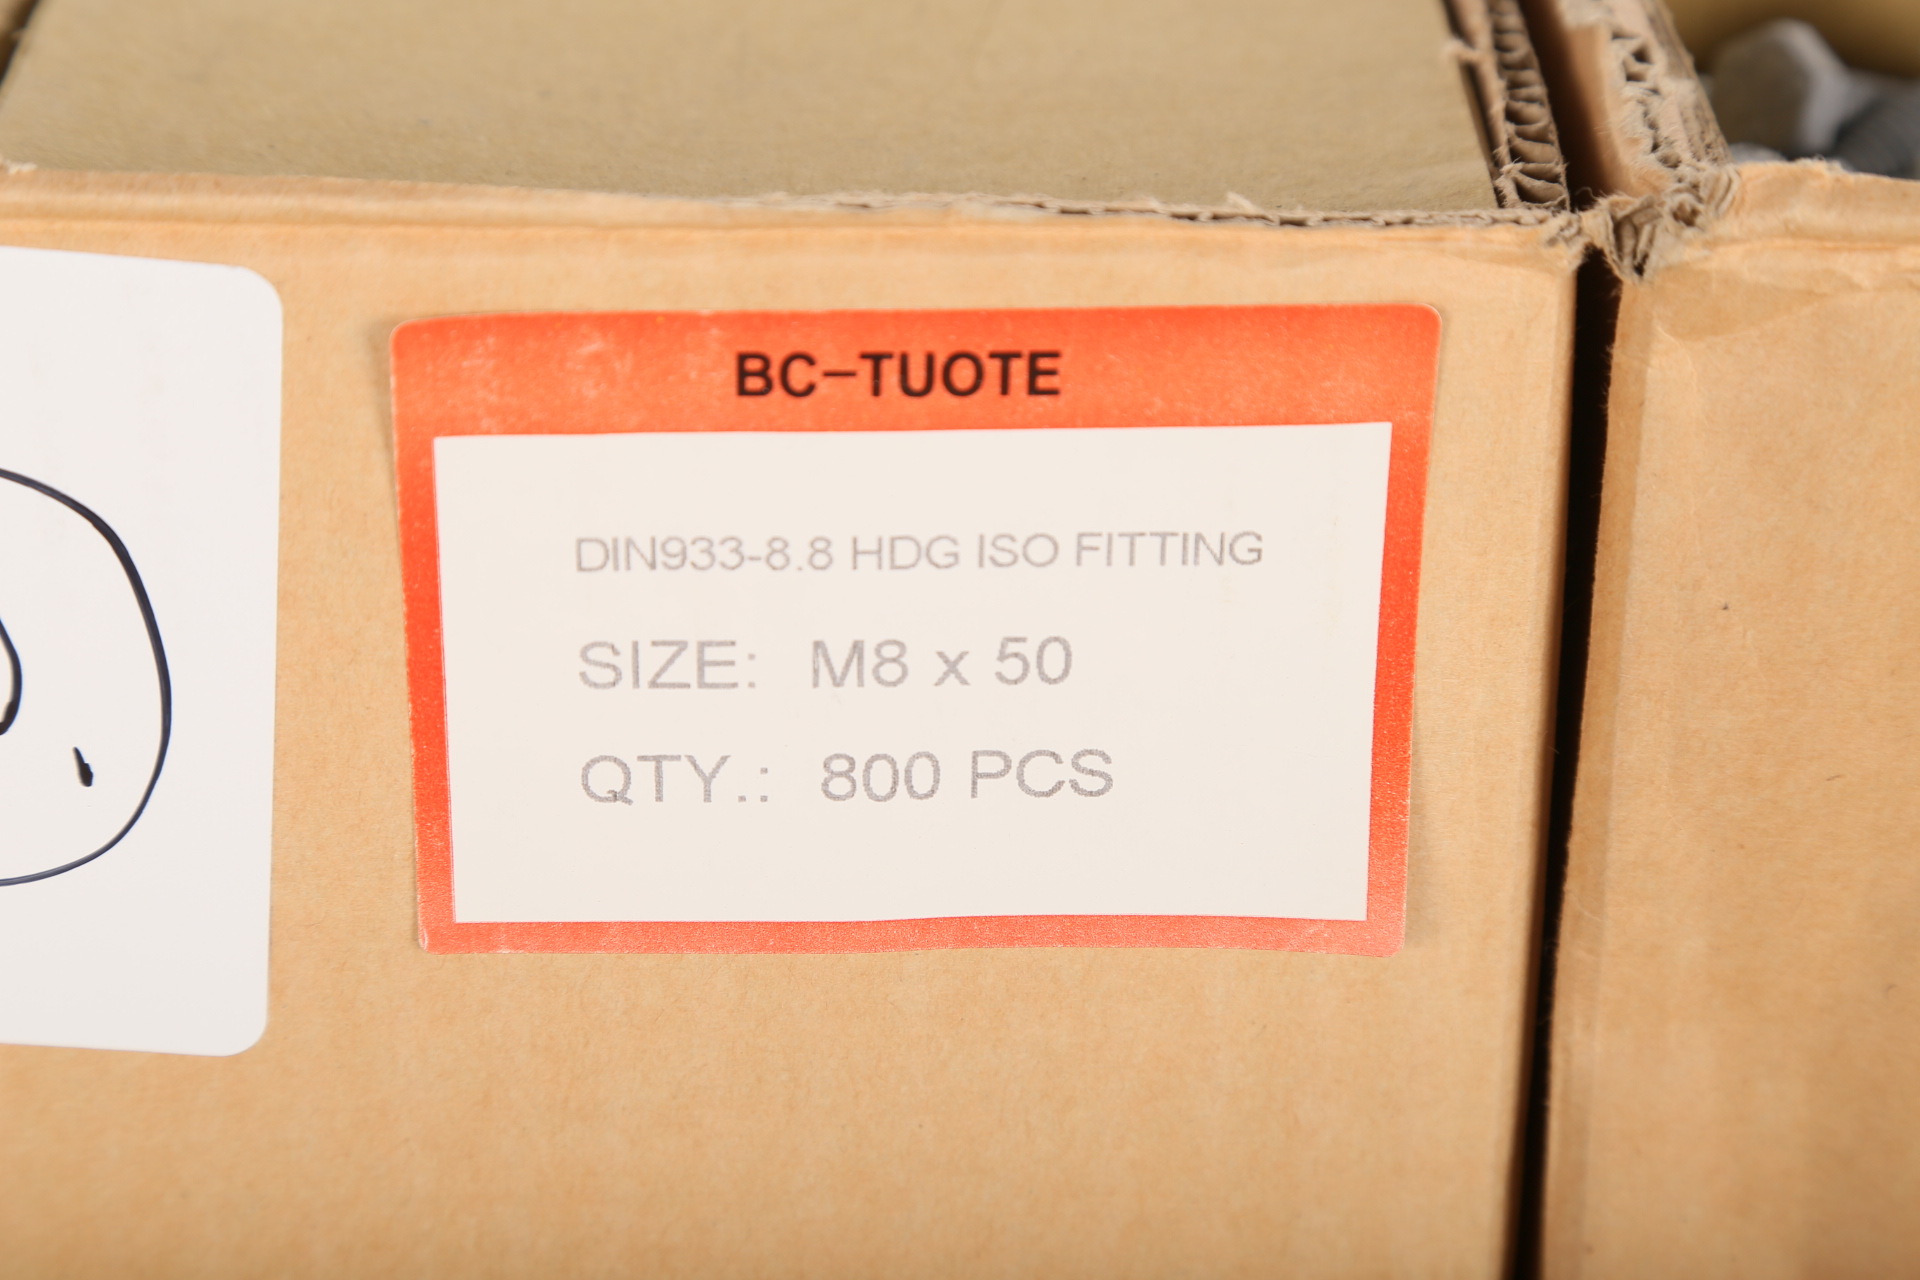 BC-TUOTE
DIN933-8.8 HDG ISO FITTING
SIZE: M8 x 50
QTY.: 800 PCS